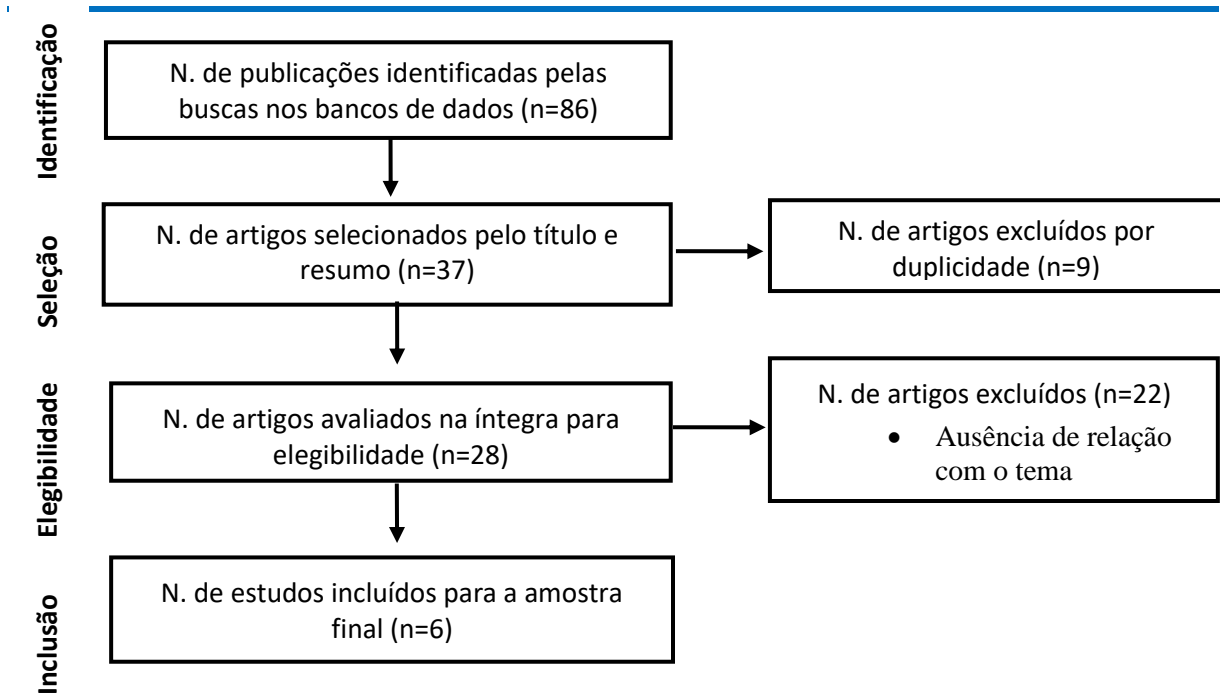 Identificação
N. de publicações identificadas pelas
buscas nos bancos de dados (n=86)
Seleção
N. de artigos selecionados pelo título e
resumo (n=37)
N. de artigos excluídos por
duplicidade (n=9)
Elegibilidade
N. de artigos avaliados na íntegra para
elegibilidade (n=28)
N. de artigos excluídos (n=22)
• Ausência de relação
com o tema
Inclusão
N. de estudos incluídos para a amostra
final (n=6)